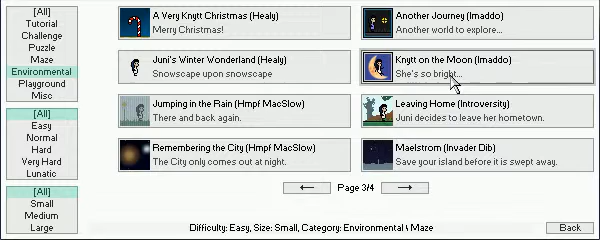 [All]
Tutorial
Challenge
Puzzle
Maze
Environmental
Playground
Misc
[All]
Easy
Normal
Hard
Very Hard
Lunatic
[All]
Small
Medium
Large
A Very Knytt Christmas (Healy)
Merry Christmas!
Another Journey (Imaddo)
Another world to explore...
Juni's Winter Wonderland (Healy)
Snowscape upon snowscape
Knytt on the Moon (Imaddo)
She's so bright...
Jumping in the Rain (Hmpf MacSlow)
There and back again.
Leaving Home (Introversity)
Juni decides to leave her hometown.
Remembering the City (Hmpf MacSlow)
The City only comes out at night.
Maelstrom (Invader Dib)
Save your island before it is swept away.
Page 3/4
Difficulty: Easy, Size: Small, Category: Environmental \ Maze
Back